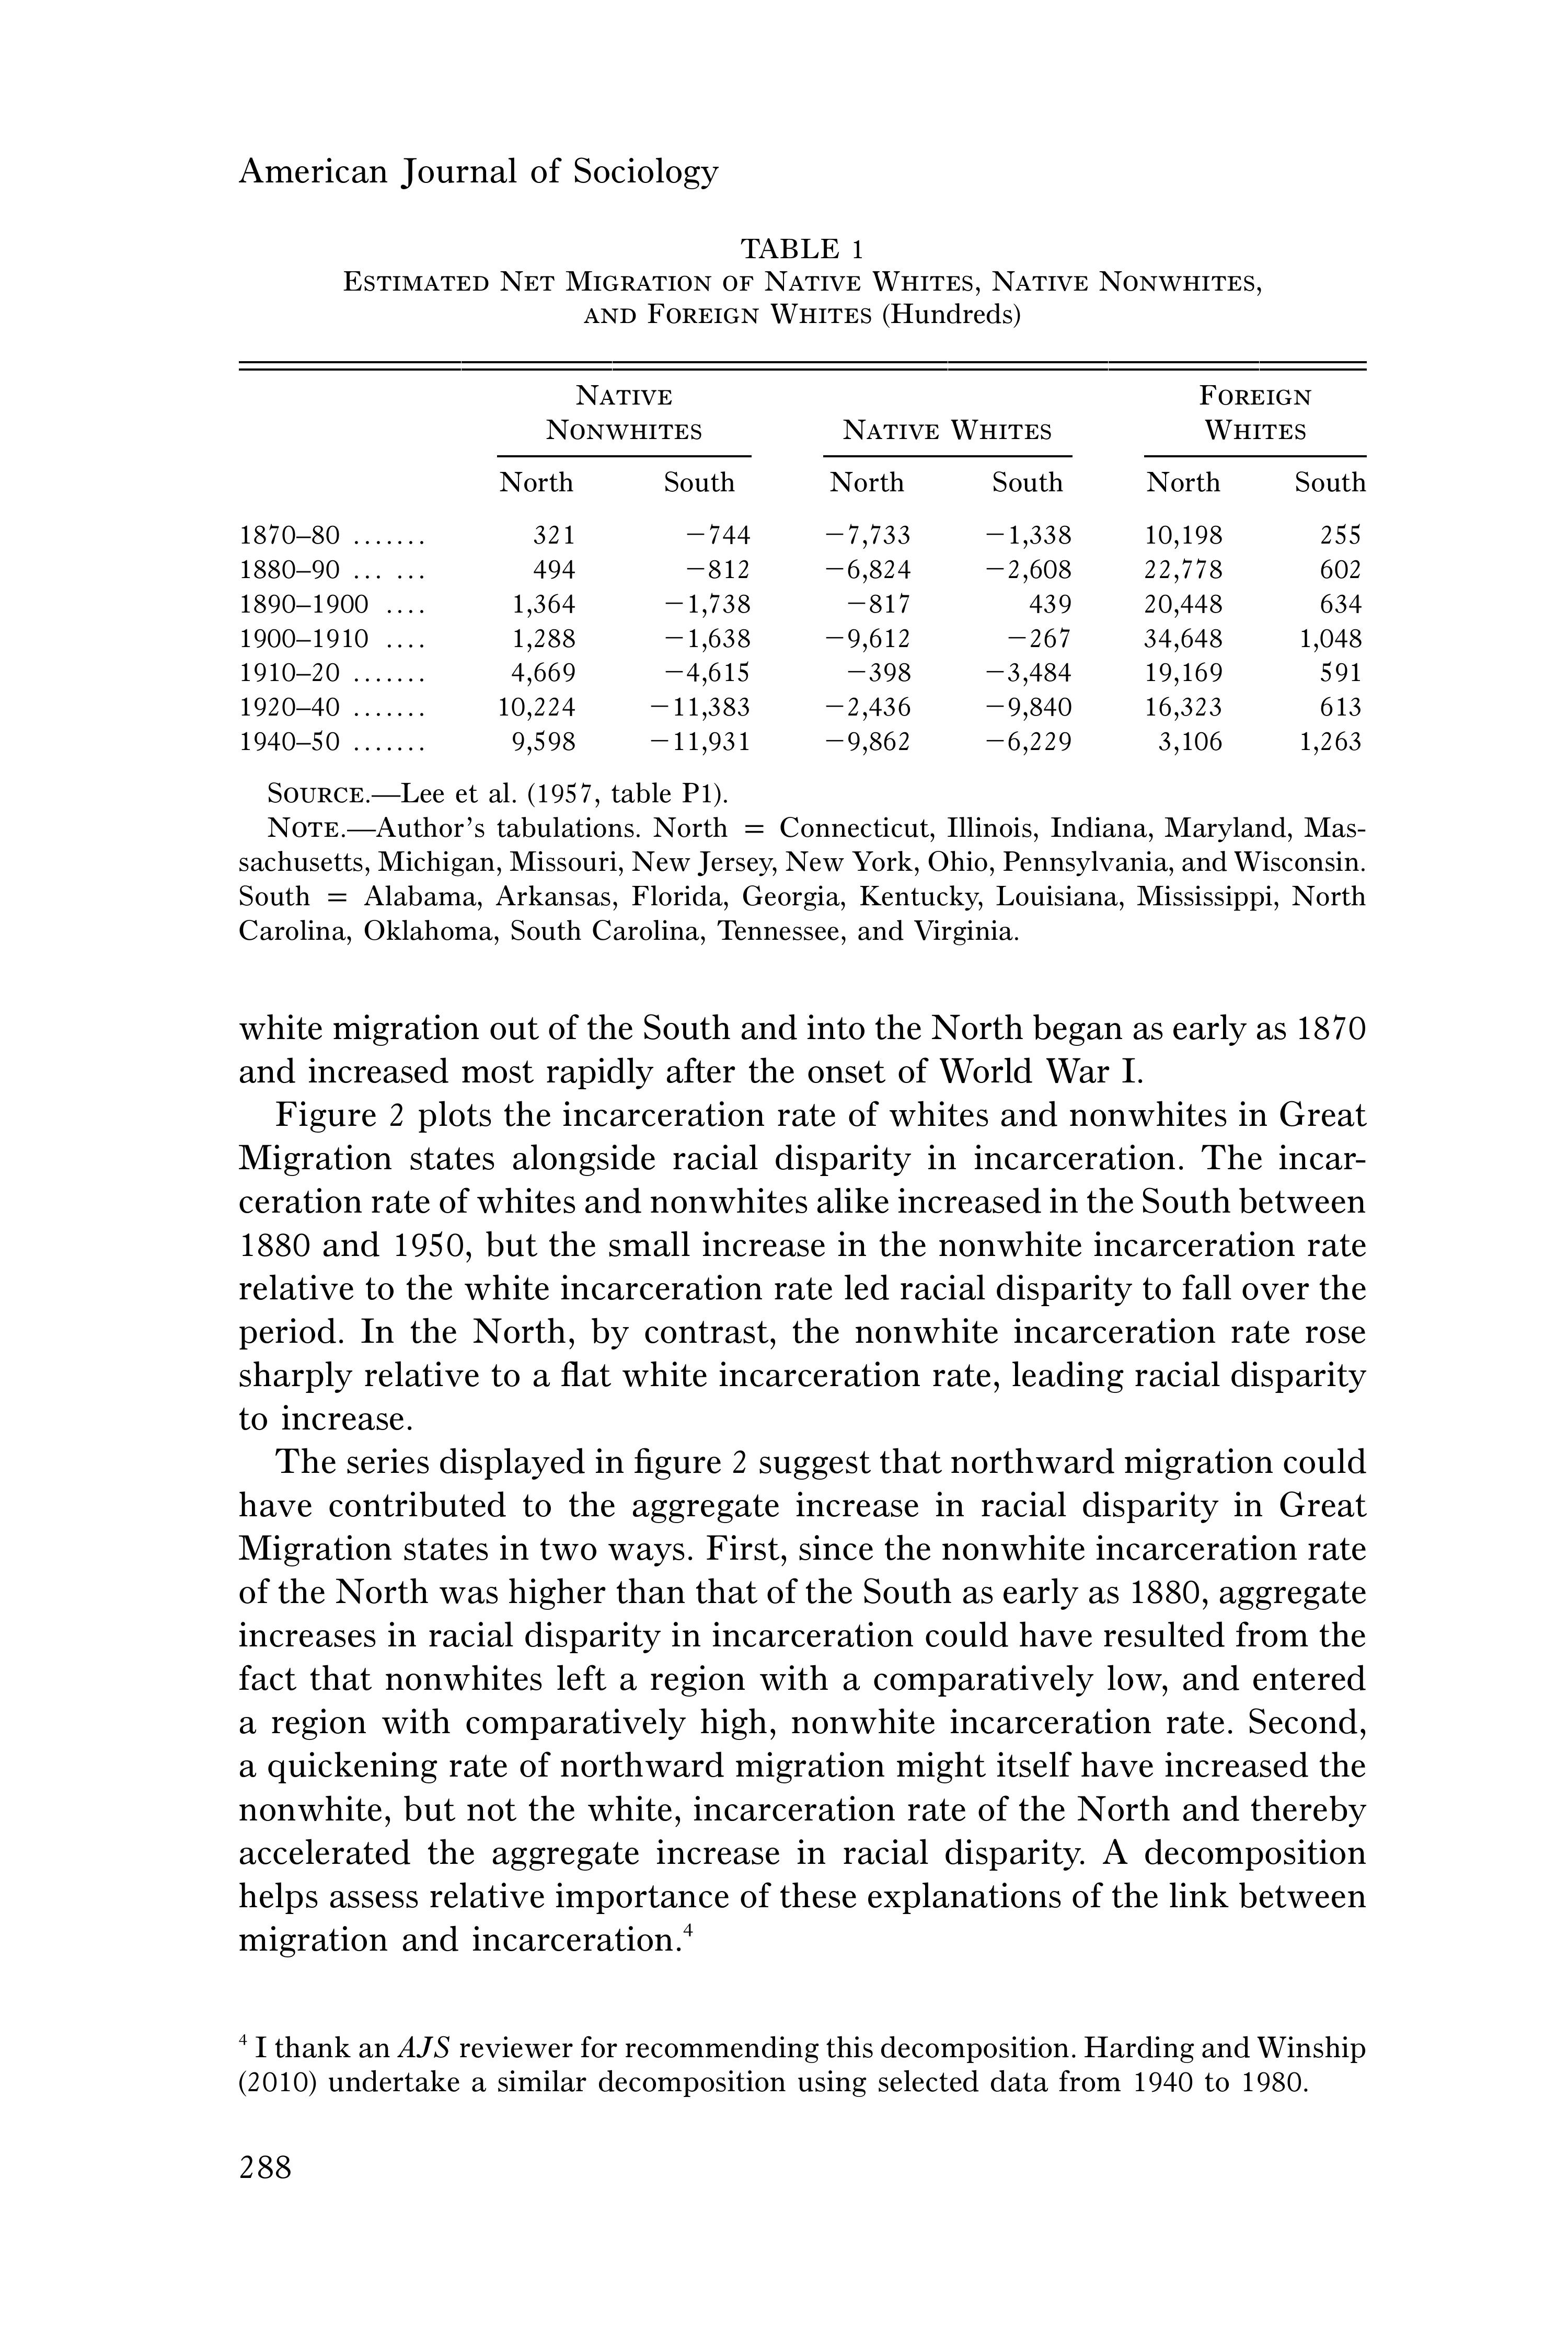 American Journal of Sociology
TABLE 1
Estimated Net Migration of Native Whites, Native Nonwhites,
and Foreign Whites (Hundreds)
Native Nonwhites Native Whites Foreign Whites
North South North South North South
1870–80 ....... 321 −744 −7,733 −1,338 10,198 255
1880–90 ... ... 494 −812 −6,824 −2,608 22,778 602
1890–1900 .... 1,364 −1,738 −817 439 20,448 634
1900–1910 .... 1,288 −1,638 −9,612 −267 34,648 1,048
1910–20 ....... 4,669 −4,615 −398 −3,484 19,169 591
1920–40 ....... 10,224 −11,383 −2,436 −9,840 16,323 613
1940–50 ....... 9,598 −11,931 −9,862 −6,229 3,106 1,263
Source.—Lee et al. (1957, table P1).
Note.—Author's tabulations. North = Connecticut, Illinois, Indiana, Maryland, Mas-
sachusetts, Michigan, Missouri, New Jersey, New York, Ohio, Pennsylvania, and Wisconsin.
South = Alabama, Arkansas, Florida, Georgia, Kentucky, Louisiana, Mississippi, North
Carolina, Oklahoma, South Carolina, Tennessee, and Virginia.
white migration out of the South and into the North began as early as 1870
and increased most rapidly after the onset of World War I.
Figure 2 plots the incarceration rate of whites and nonwhites in Great
Migration states alongside racial disparity in incarceration. The incar-
ceration rate of whites and nonwhites alike increased in the South between
1880 and 1950, but the small increase in the nonwhite incarceration rate
relative to the white incarceration rate led racial disparity to fall over the
period. In the North, by contrast, the nonwhite incarceration rate rose
sharply relative to a flat white incarceration rate, leading racial disparity
to increase.
The series displayed in figure 2 suggest that northward migration could
have contributed to the aggregate increase in racial disparity in Great
Migration states in two ways. First, since the nonwhite incarceration rate
of the North was higher than that of the South as early as 1880, aggregate
increases in racial disparity in incarceration could have resulted from the
fact that nonwhites left a region with a comparatively low, and entered
a region with comparatively high, nonwhite incarceration rate. Second,
a quickening rate of northward migration might itself have increased the
nonwhite, but not the white, incarceration rate of the North and thereby
accelerated the aggregate increase in racial disparity. A decomposition
helps assess relative importance of these explanations of the link between
migration and incarceration.4
4 I thank an AJS reviewer for recommending this decomposition. Harding and Winship
(2010) undertake a similar decomposition using selected data from 1940 to 1980.
288